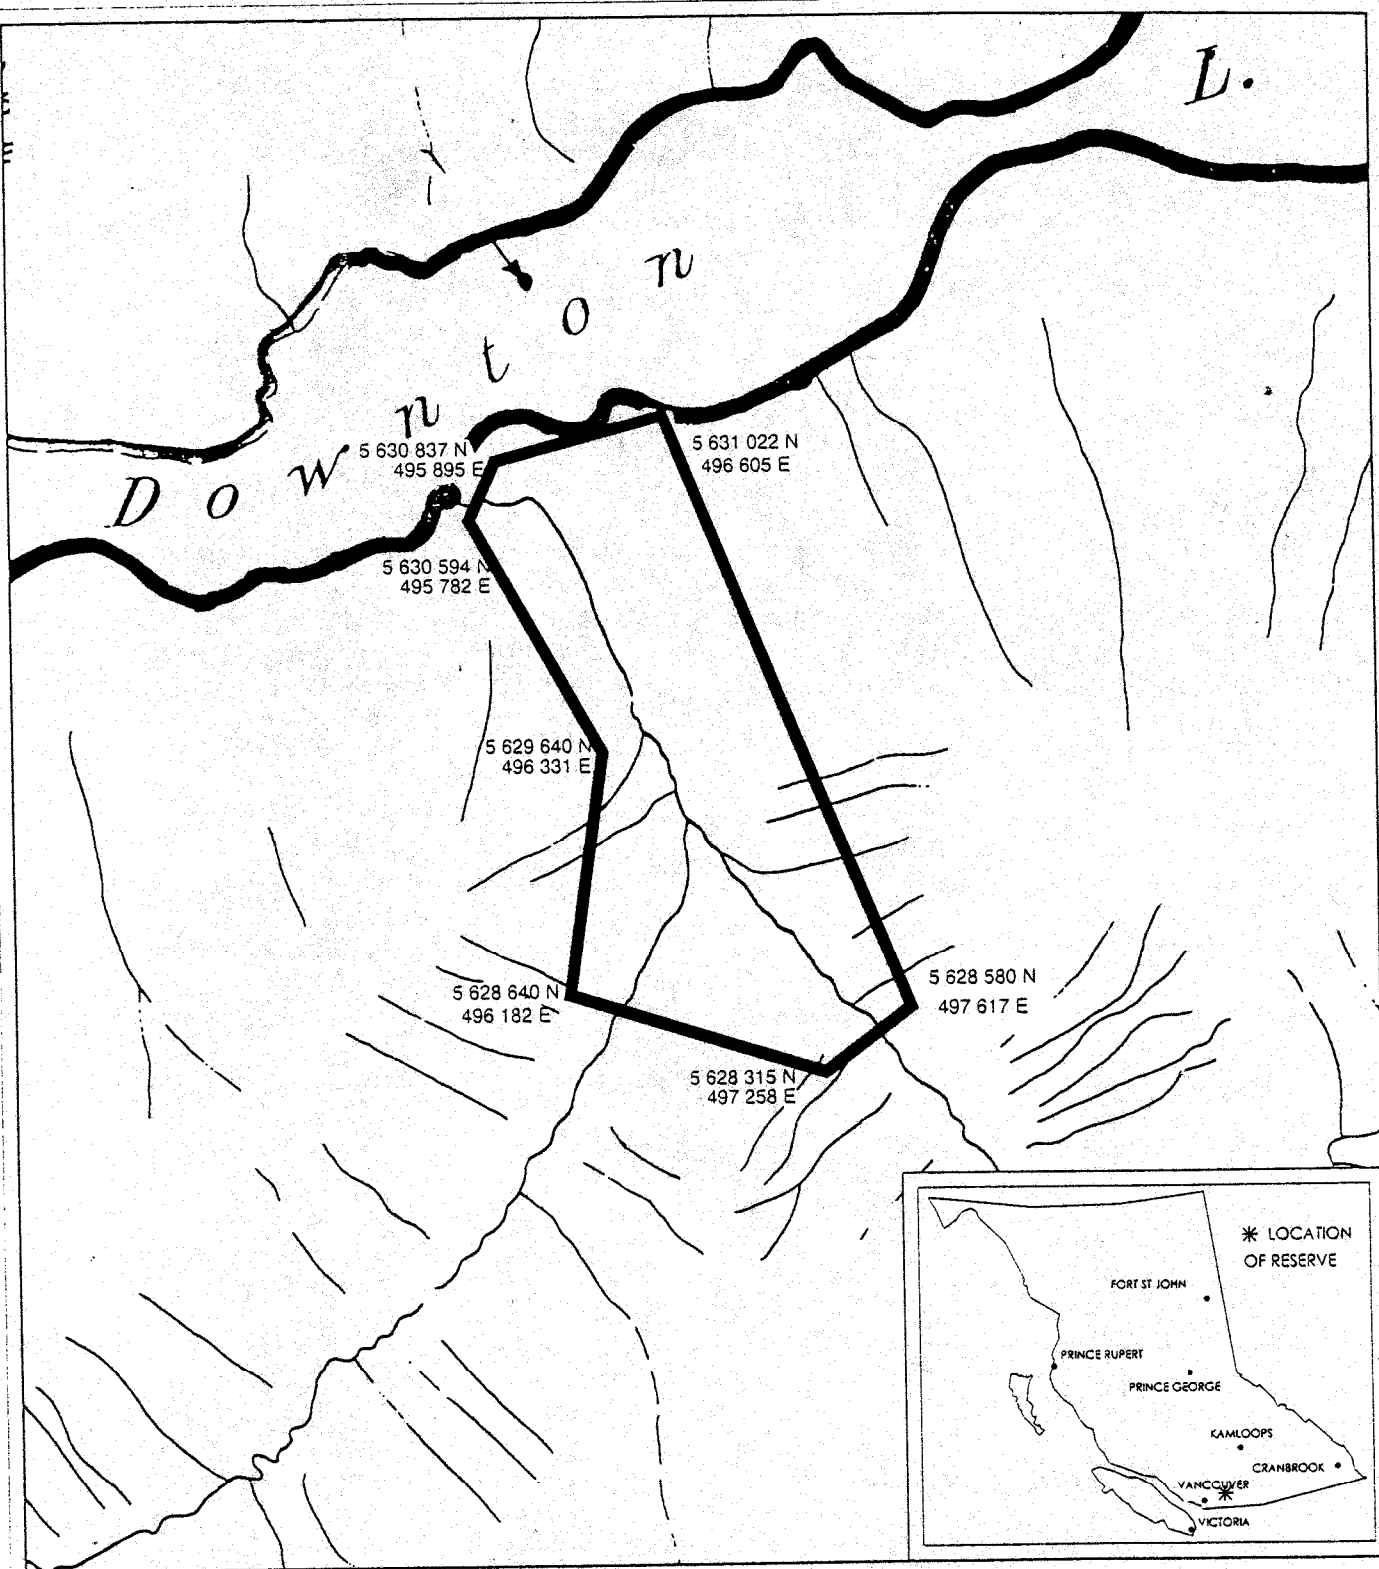 L.
Downton
5 630 837 N
495 895 E
5 631 022 N
496 605 E
5 630 594 N
495 782 E
5 629 640 N
496 331 E
5 628 640 N
496 182 E
5 628 580 N
497 617 E
5 628 315 N
497 258 E
✳ LOCATION
OF RESERVE
FORT ST JOHN
PRINCE RUPERT
PRINCE GEORGE
KAMLOOPS
CRANBROOK
VANCOUVER
VICTORIA